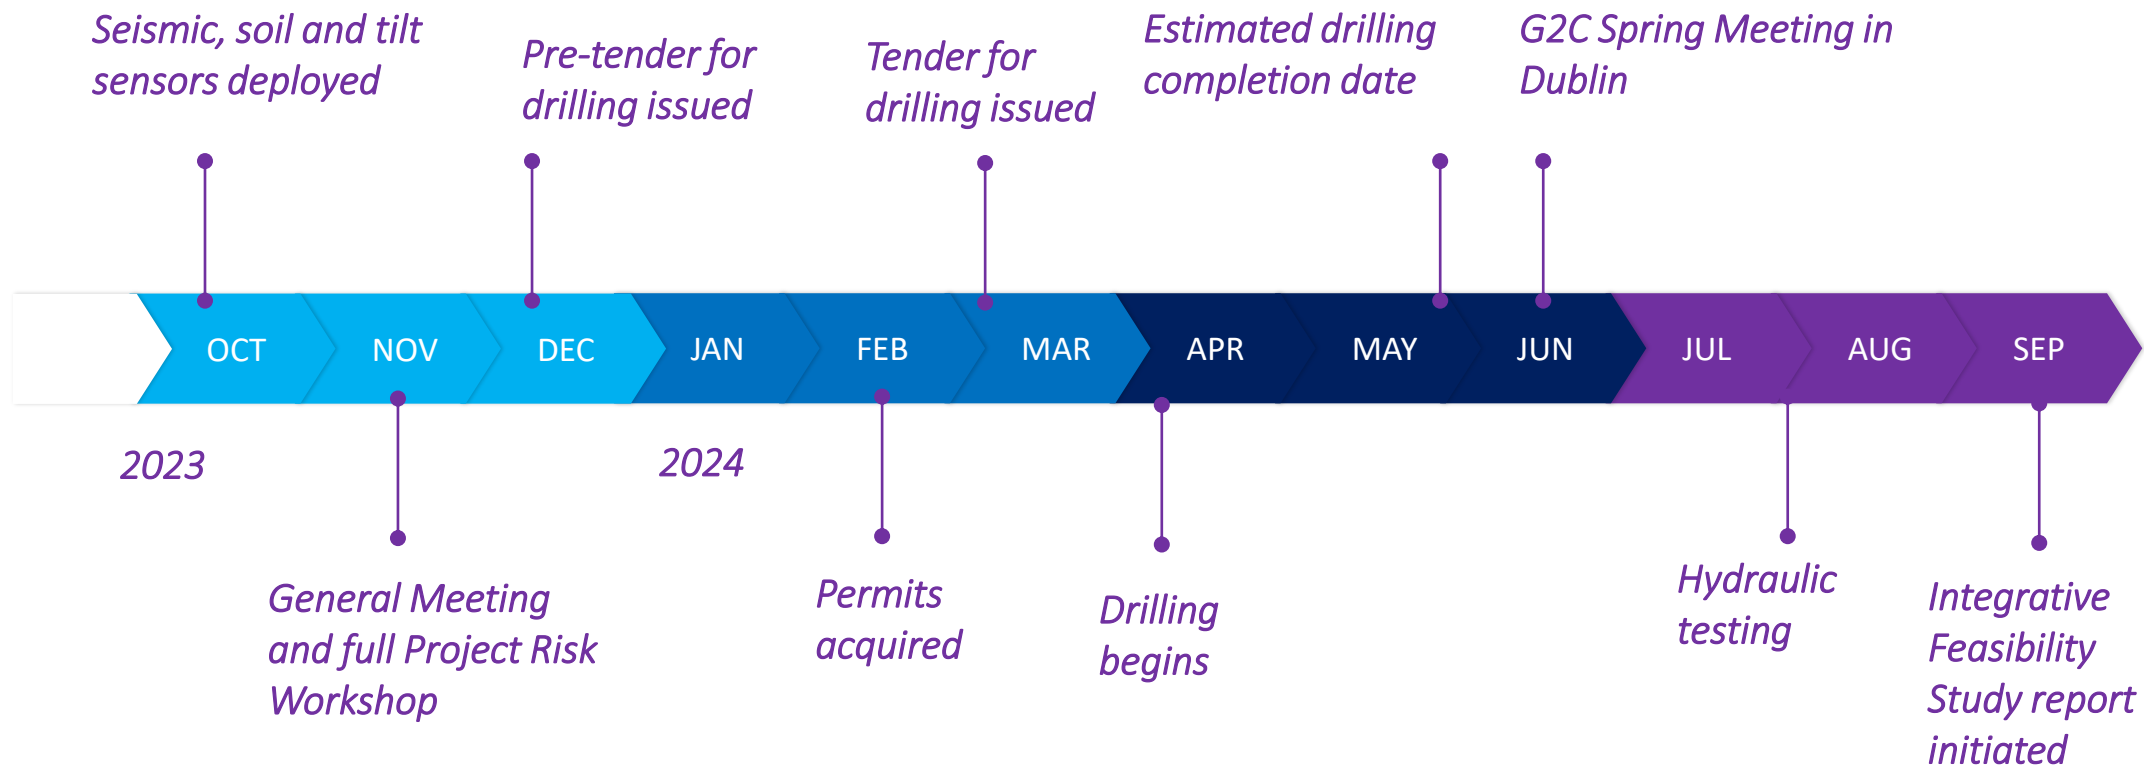 Seismic, soil and tilt
sensors deployed
Pre-tender for
drilling issued
Tender for
drilling issued
Estimated drilling
completion date
G2C Spring Meeting in
Dublin
OCT
NOV
DEC
JAN
FEB
MAR
APR
MAY
JUN
JUL
AUG
SEP
2023
2024
General Meeting
and full Project Risk
Workshop
Permits
acquired
Drilling
begins
Hydraulic
testing
Integrative
Feasibility
Study report
initiated